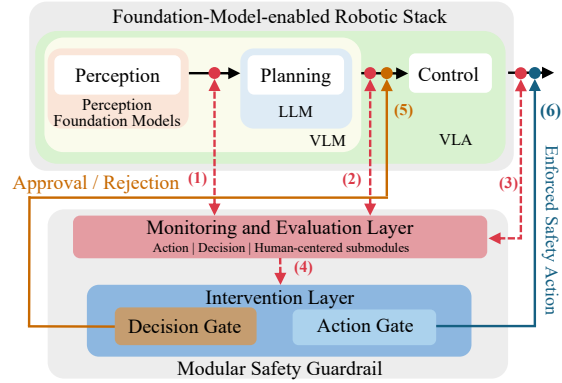 Foundation-Model-enabled Robotic Stack
Perception
Planning
Control
Perception
Foundation Models
LLM
VLM
VLA
(5)
(6)
(1)
(2)
(3)
Approval / Rejection
Enforced Safety
Action
Monitoring and Evaluation Layer
Action | Decision | Human-centered submodules
(4)
Intervention Layer
Decision Gate
Action Gate
Modular Safety Guardrail